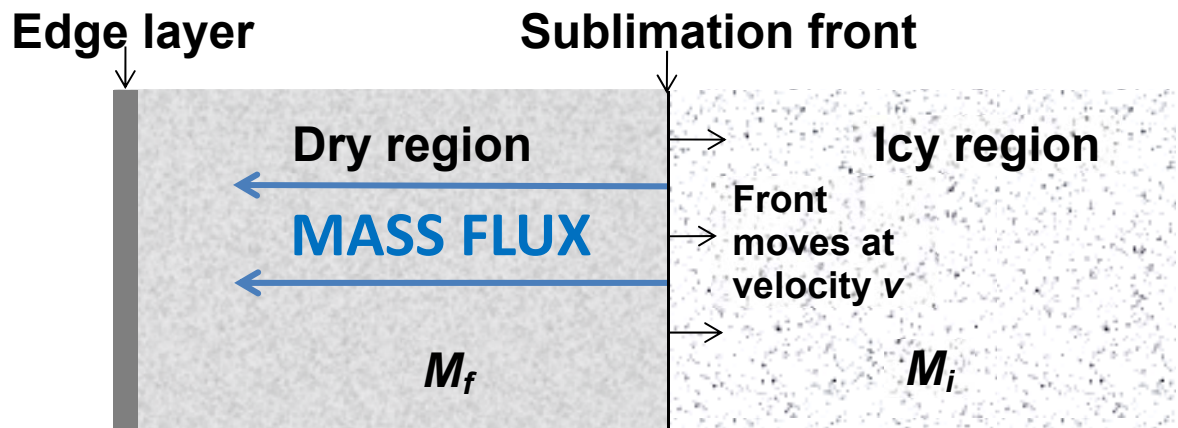 Edge layer
Sublimation front
Dry region
Icy region
MASS FLUX
Front
moves at
velocity v
Mf
Mi